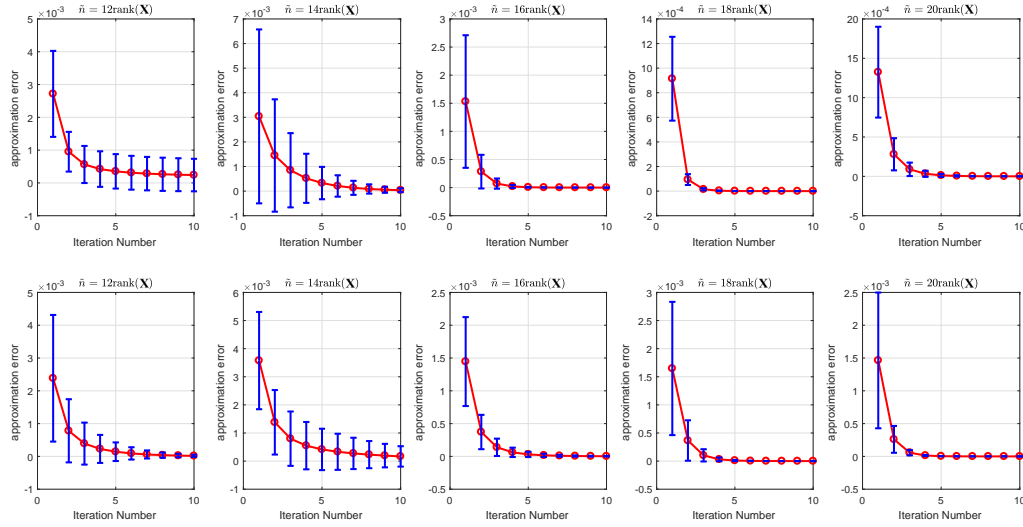 ×10⁻³ ñ = 12rank(𝐗)
5
4
3
2
1
0
-1
approximation error
0 5 10
Iteration Number
×10⁻³ ñ = 14rank(𝐗)
7
6
5
4
3
2
1
0
-1
approximation error
0 5 10
Iteration Number
×10⁻³ ñ = 16rank(𝐗)
3
2.5
2
1.5
1
0.5
0
-0.5
approximation error
0 5 10
Iteration Number
×10⁻⁴ ñ = 18rank(𝐗)
14
12
10
8
6
4
2
0
-2
approximation error
0 5 10
Iteration Number
×10⁻⁴ ñ = 20rank(𝐗)
20
15
10
5
0
-5
approximation error
0 5 10
Iteration Number
×10⁻³ ñ = 12rank(𝐗)
5
4
3
2
1
0
-1
approximation error
0 5 10
Iteration Number
×10⁻³ ñ = 14rank(𝐗)
6
5
4
3
2
1
0
-1
approximation error
0 5 10
Iteration Number
×10⁻³ ñ = 16rank(𝐗)
2.5
2
1.5
1
0.5
0
-0.5
approximation error
0 5 10
Iteration Number
×10⁻³ ñ = 18rank(𝐗)
3
2.5
2
1.5
1
0.5
0
-0.5
approximation error
0 5 10
Iteration Number
×10⁻³ ñ = 20rank(𝐗)
2.5
2
1.5
1
0.5
0
-0.5
approximation error
0 5 10
Iteration Number